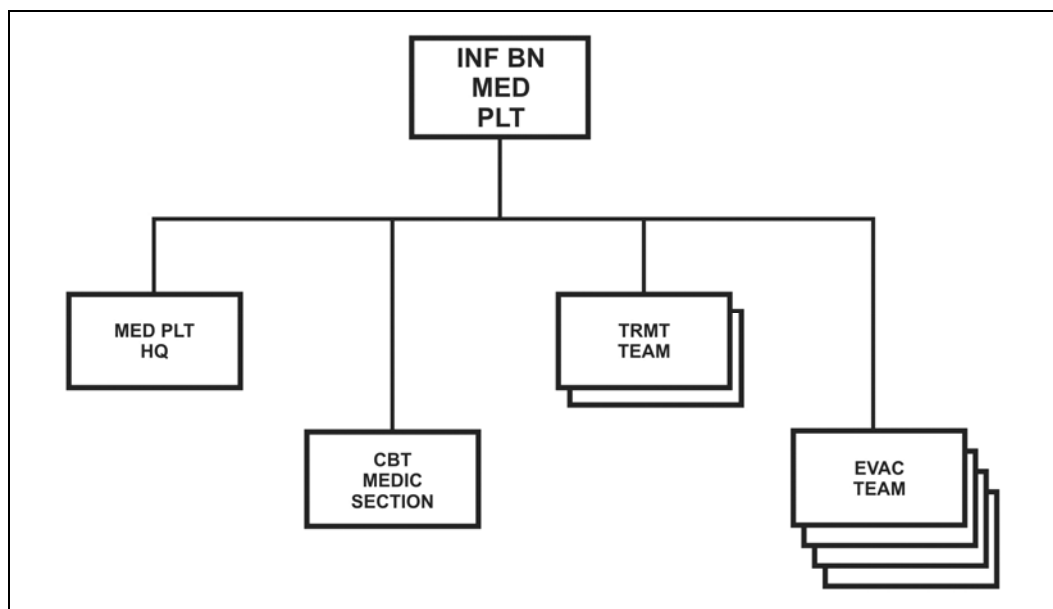 INF BN
MED
PLT
MED PLT
HQ
TRMT
TEAM
CBT
MEDIC
SECTION
EVAC
TEAM